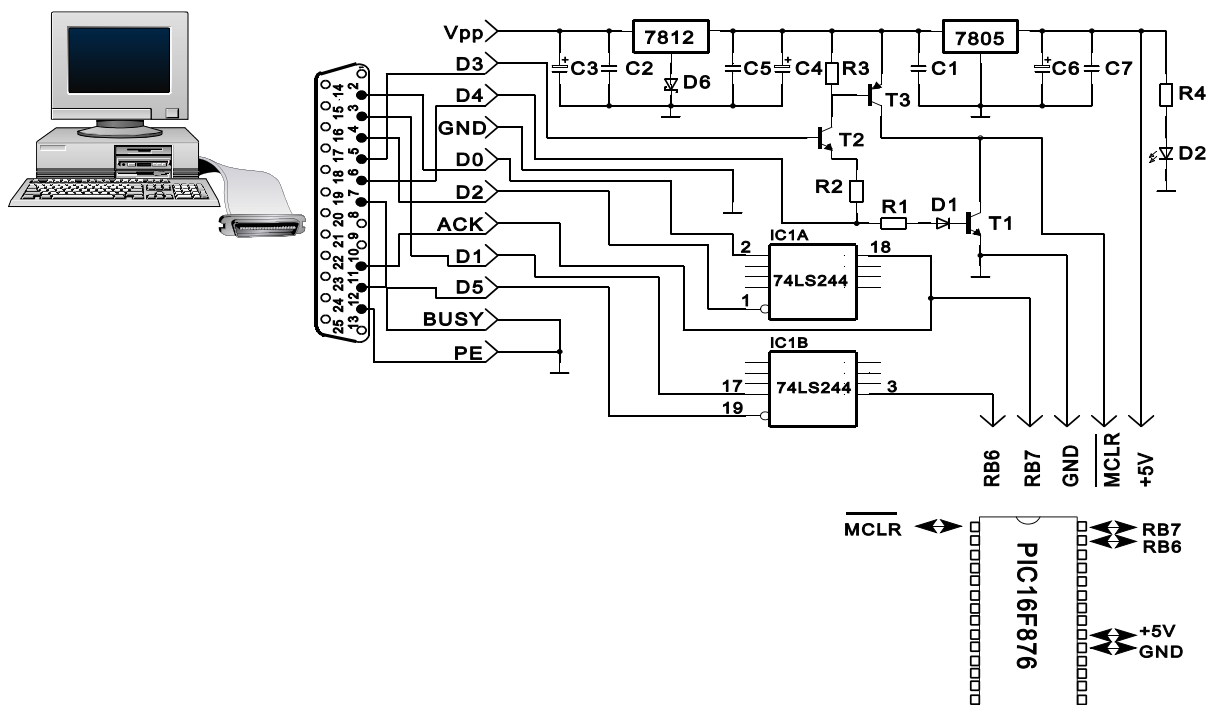 Vpp
7812
7805
C3
C2
D6
C5
C4
R3
C1
C6
C7
D3
D4
GND
D0
D2
ACK
D1
D5
BUSY
PE
T3
T2
R4
D2
R2
R1
D1
T1
1
14
2
15
3
16
4
17
5
18
6
19
7
20
8
21
9
22
10
23
11
24
12
25
13
IC1A
2
18
74LS244
1
IC1B
74LS244
17
3
19
RB6
RB7
GND
MCLR
+5V
MCLR
PIC16F876
RB7
RB6
+5V
GND